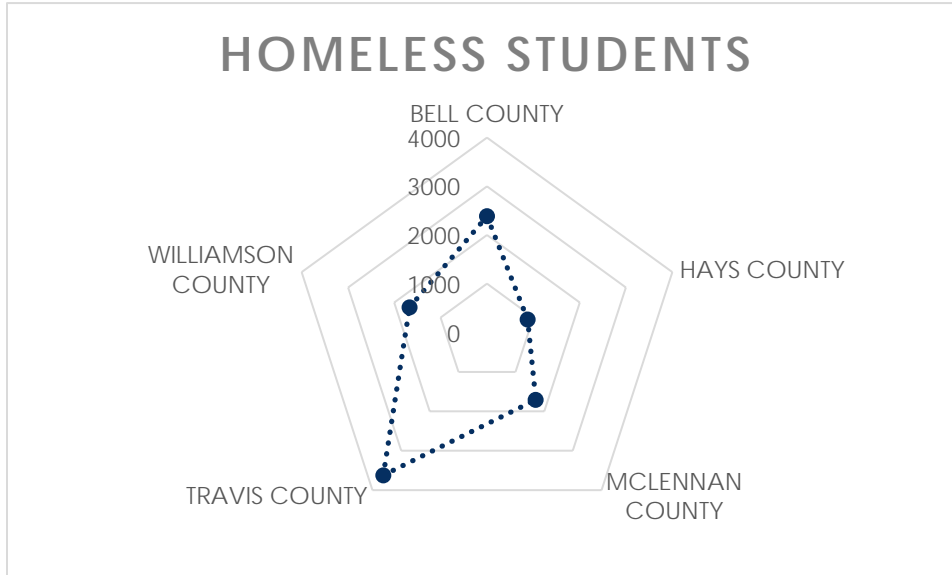 HOMELESS STUDENTS
BELL COUNTY
4000
3000
2000
1000
0
WILLIAMSON
COUNTY
HAYS COUNTY
TRAVIS COUNTY
MCLENNAN
COUNTY